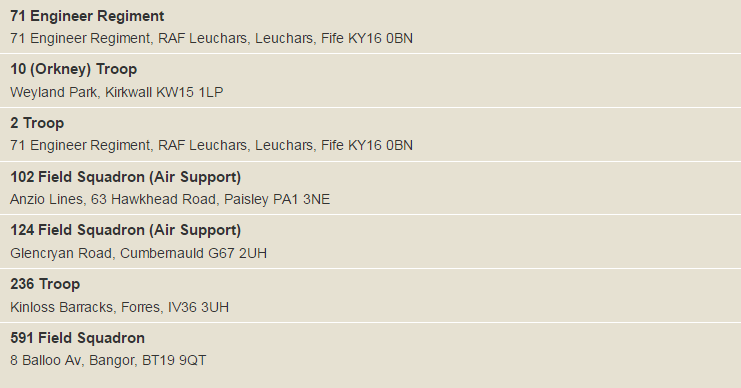 71 Engineer Regiment
71 Engineer Regiment, RAF Leuchars, Leuchars, Fife KY16 0BN
10 (Orkney) Troop
Weyland Park, Kirkwall KW15 1LP
2 Troop
71 Engineer Regiment, RAF Leuchars, Leuchars, Fife KY16 0BN
102 Field Squadron (Air Support)
Anzio Lines, 63 Hawkhead Road, Paisley PA1 3NE
124 Field Squadron (Air Support)
Glencryan Road, Cumbernauld G67 2UH
236 Troop
Kinloss Barracks, Forres, IV36 3UH
591 Field Squadron
8 Balloo Av, Bangor, BT19 9QT